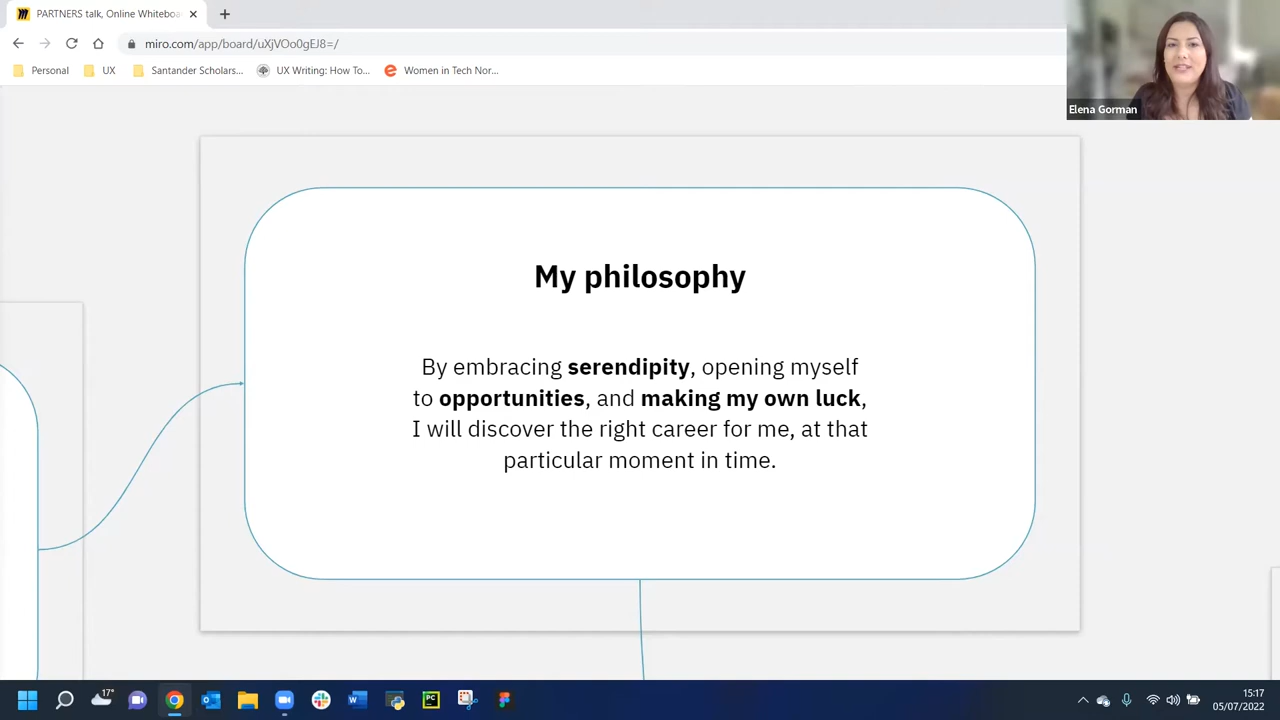 PARTNERS talk, Online Whiteboa
miro.com/app/board/uXjVOo0gEJ8=/
Personal
UX
Santander Scholars...
UX Writing: How To...
Women in Tech Nor...
Elena Gorman
My philosophy
By embracing serendipity, opening myself
to opportunities, and making my own luck,
I will discover the right career for me, at that
particular moment in time.
17°
15:17
05/07/2022